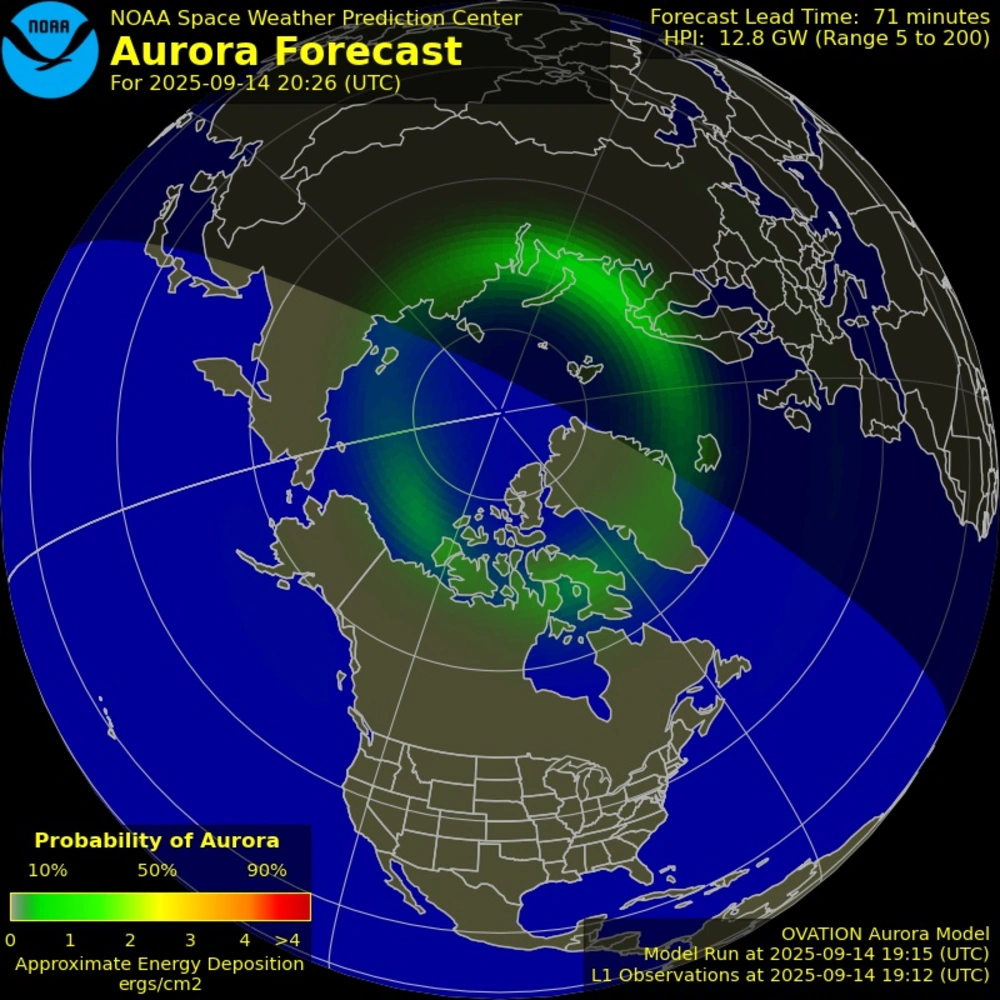 NOAA
NOAA Space Weather Prediction Center
Aurora Forecast
For 2025-09-14 20:26 (UTC)
Forecast Lead Time: 71 minutes
HPI: 12.8 GW (Range 5 to 200)
Probability of Aurora
10% 50% 90%
0 1 2 3 4 >4
Approximate Energy Deposition
ergs/cm2
OVATION Aurora Model
Model Run at 2025-09-14 19:15 (UTC)
L1 Observations at 2025-09-14 19:12 (UTC)